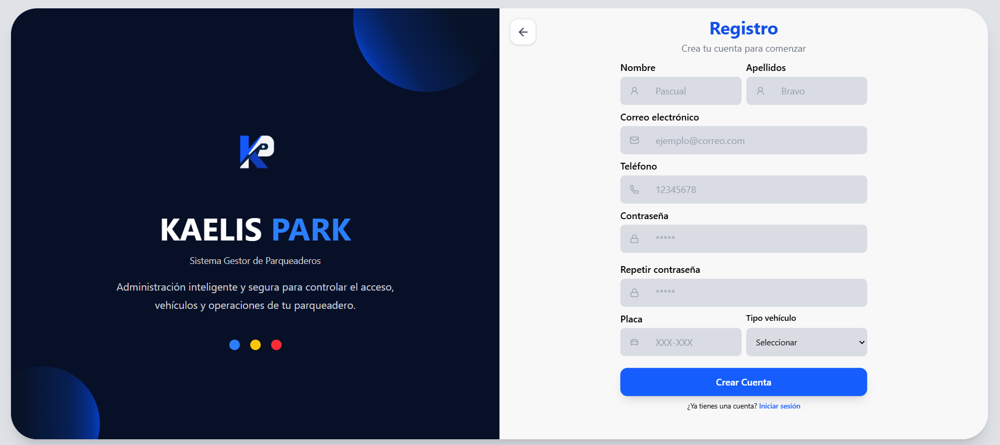 KP
KAELIS PARK
Sistema Gestor de Parqueaderos
Administración inteligente y segura para controlar el acceso,
vehículos y operaciones de tu parqueadero.
Registro
Crea tu cuenta para comenzar
Nombre Apellidos
Pascual Bravo
Correo electrónico
ejemplo@correo.com
Teléfono
12345678
Contraseña
*****
Repetir contraseña
*****
Placa Tipo vehículo
XXX-XXX Seleccionar
Crear Cuenta
¿Ya tienes una cuenta? Iniciar sesión